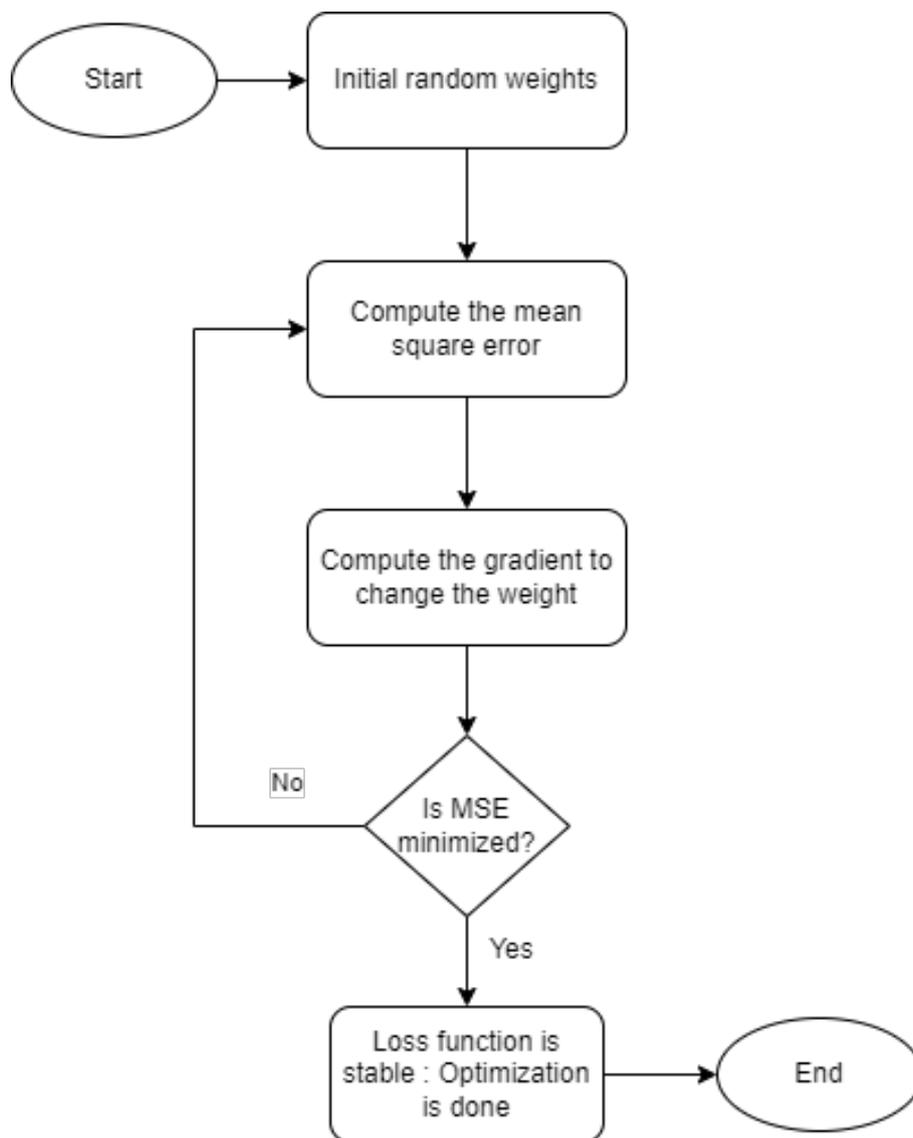 Start
Initial random weights
Compute the mean
square error
Compute the gradient to
change the weight
No
Is MSE
minimized?
Yes
Loss function is
stable : Optimization
is done
End